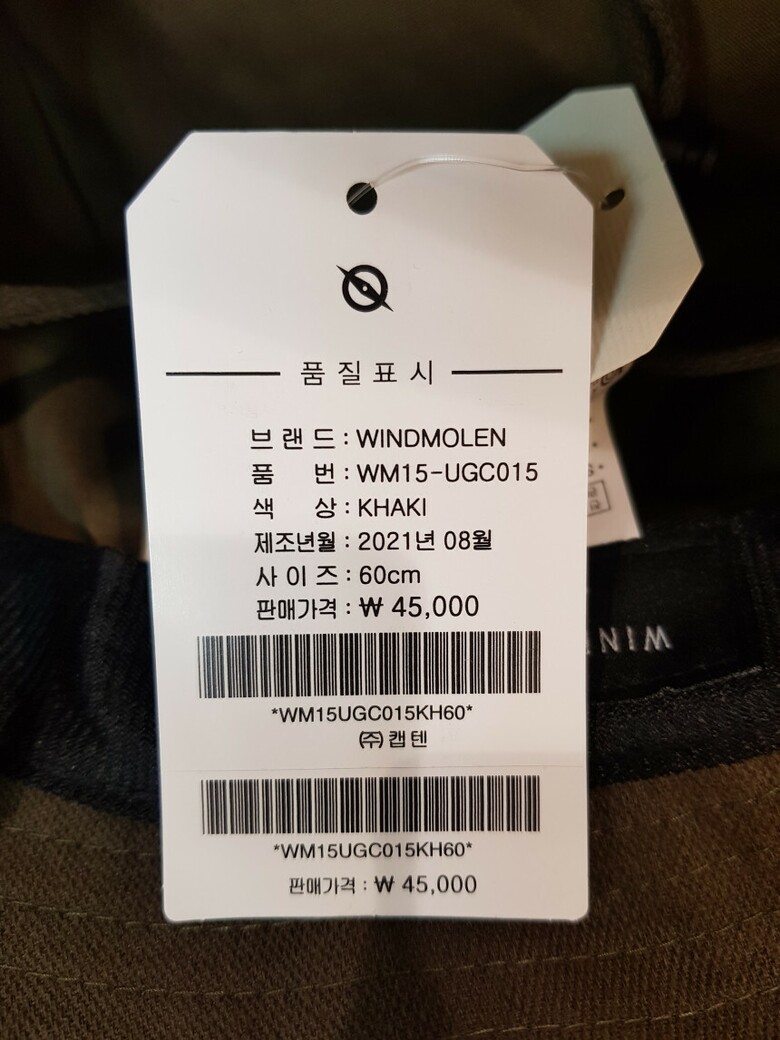 품질표시
브랜드 : WINDMOLEN
품 번 : WM15-UGC015
색 상 : KHAKI
제조년월 : 2021년 08월
사이즈 : 60cm
판매가격 : ₩ 45,000
*WM15UGC015KH60*
㈜캡텐
*WM15UGC015KH60*
판매가격 : ₩ 45,000
WIN